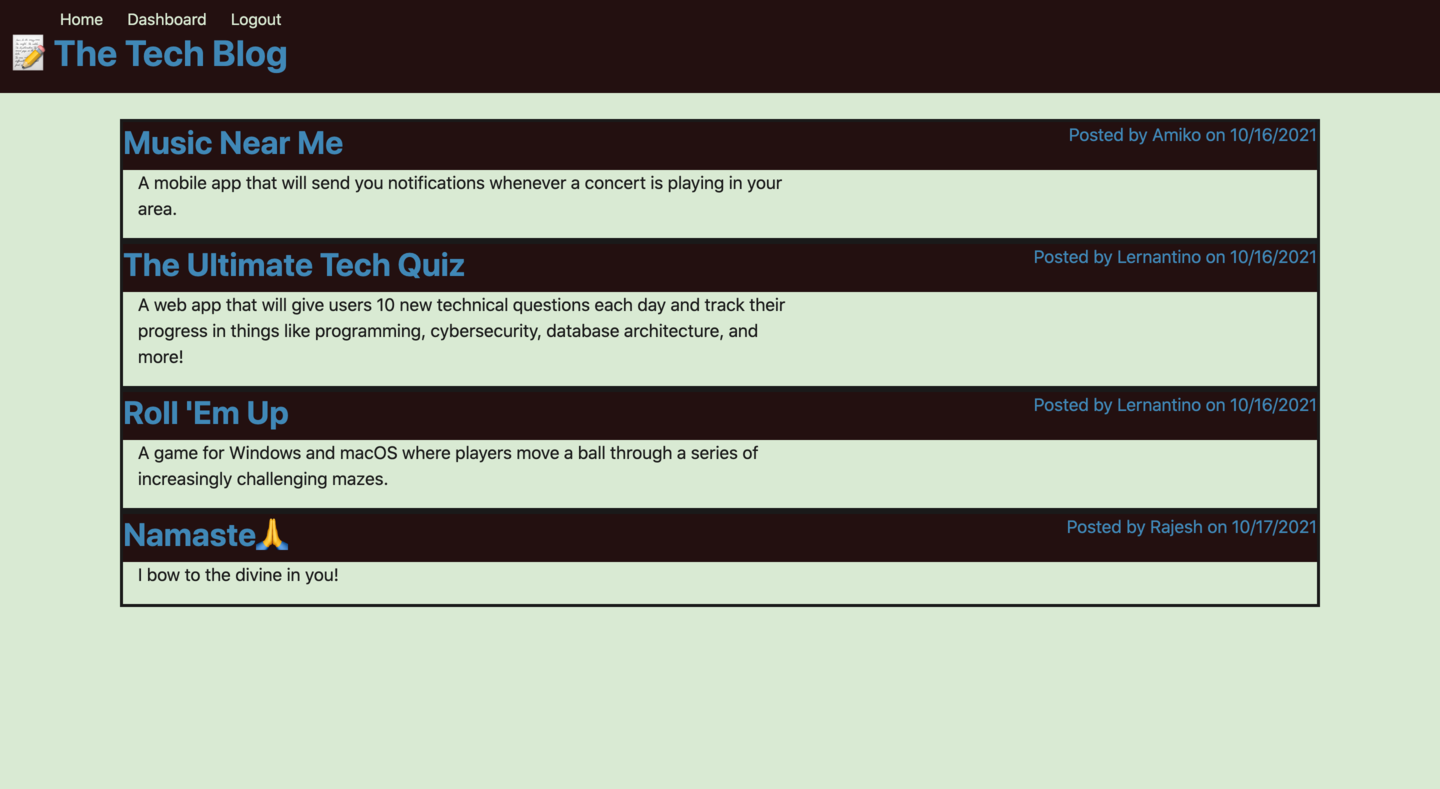 Home Dashboard Logout
📝 The Tech Blog
Music Near Me Posted by Amiko on 10/16/2021
A mobile app that will send you notifications whenever a concert is playing in your
area.
The Ultimate Tech Quiz Posted by Lernantino on 10/16/2021
A web app that will give users 10 new technical questions each day and track their
progress in things like programming, cybersecurity, database architecture, and
more!
Roll 'Em Up Posted by Lernantino on 10/16/2021
A game for Windows and macOS where players move a ball through a series of
increasingly challenging mazes.
Namaste🙏 Posted by Rajesh on 10/17/2021
I bow to the divine in you!